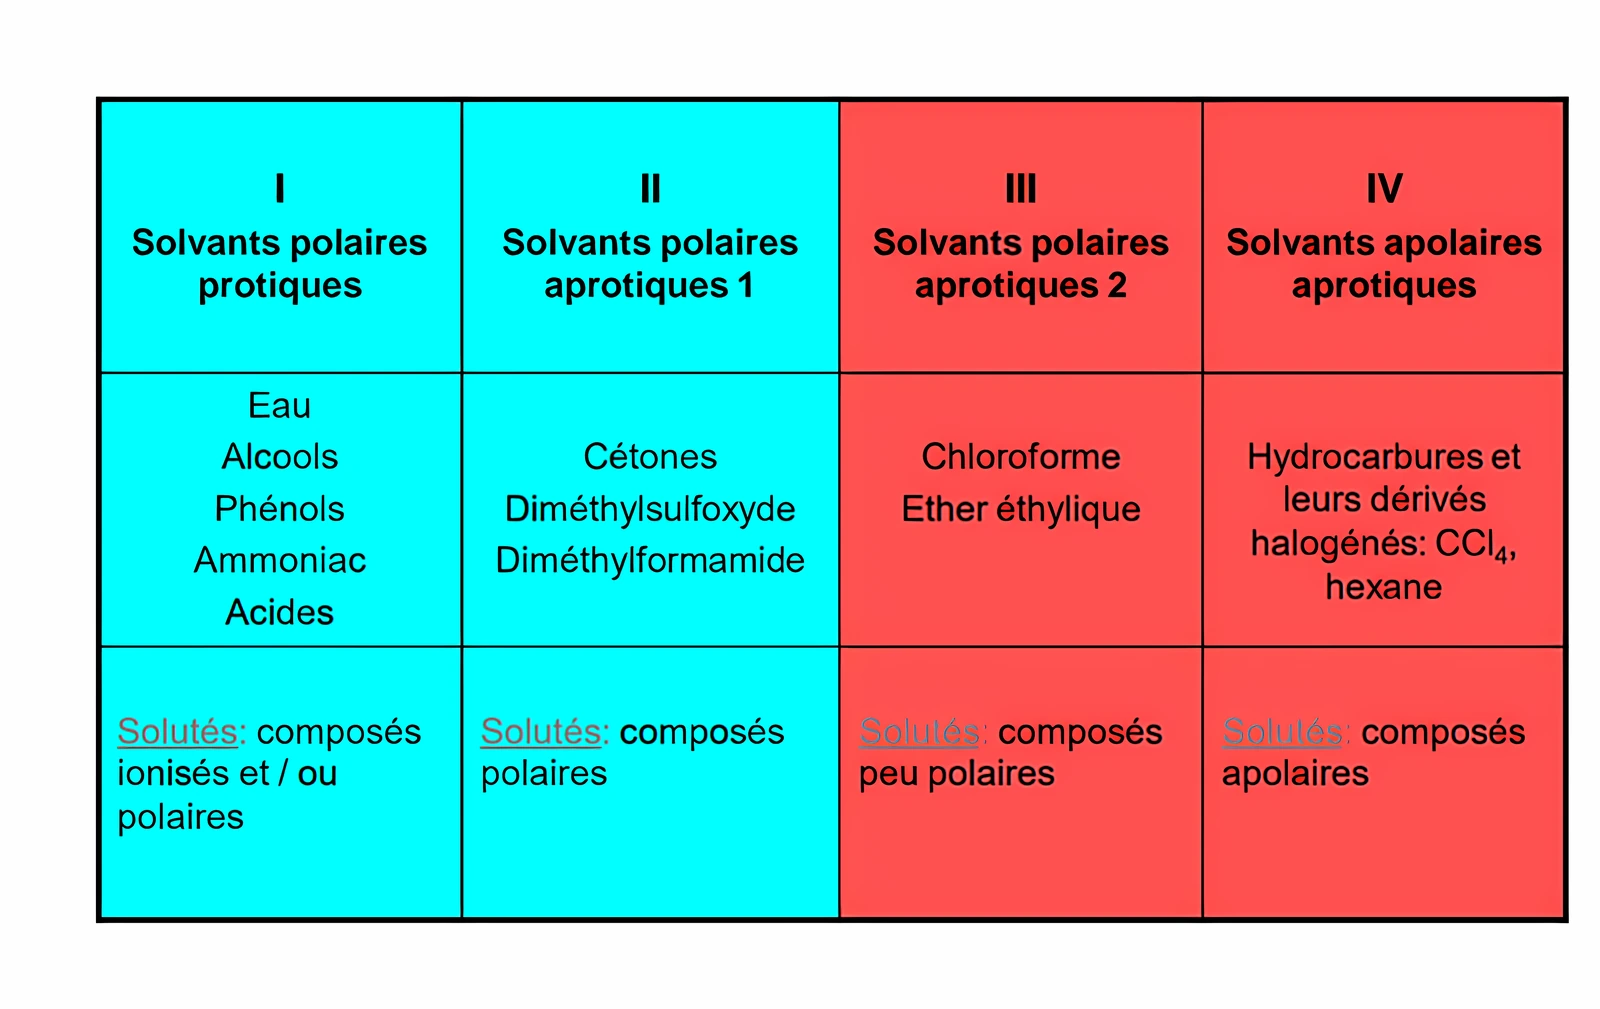 I
Solvants polaires
protiques
II
Solvants polaires
aprotiques 1
III
Solvants polaires
aprotiques 2
IV
Solvants apolaires
aprotiques
Eau
Alcools
Phénols
Ammoniac
Acides
Cétones
Diméthylsulfoxyde
Diméthylformamide
Chloroforme
Ether éthylique
Hydrocarbures et
leurs dérivés
halogénés: CCl₄,
hexane
Solutés: composés
ionisés et / ou
polaires
Solutés: composés
polaires
Solutés: composés
peu polaires
Solutés: composés
apolaires